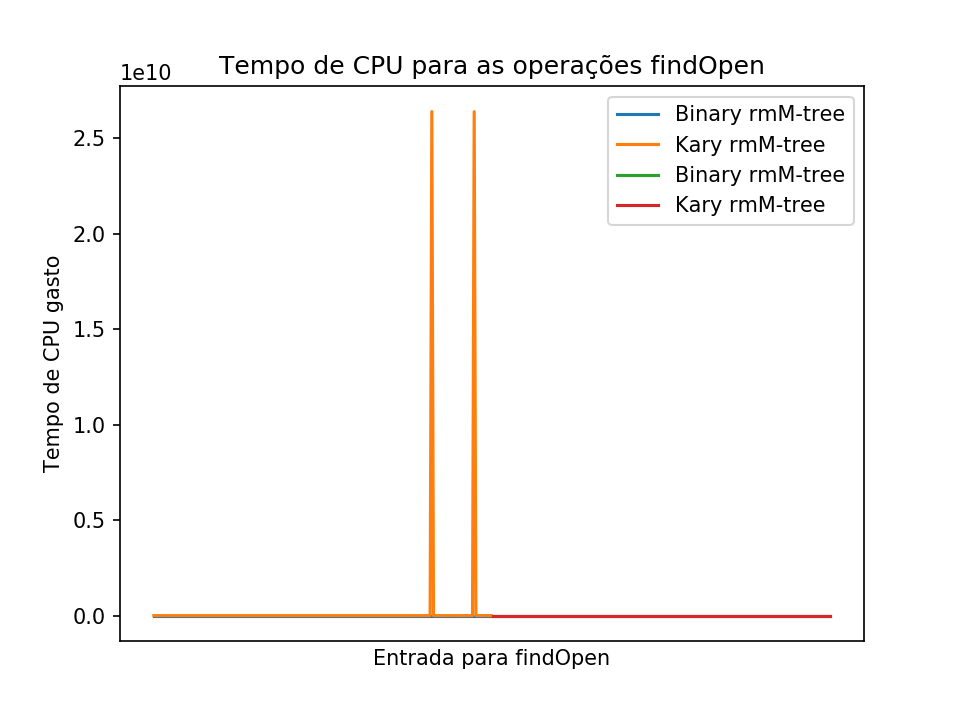 Tempo de CPU para as operações findOpen
1e10
Binary rmM-tree
Kary rmM-tree
Binary rmM-tree
Kary rmM-tree
2.5
2.0
1.5
1.0
0.5
0.0
Tempo de CPU gasto
Entrada para findOpen